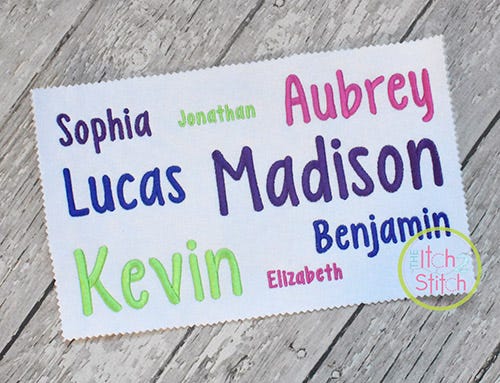 Sophia
Jonathan
Aubrey
Lucas
Madison
Benjamin
Kevin
Elizabeth
THE
Itch 2
Stitch